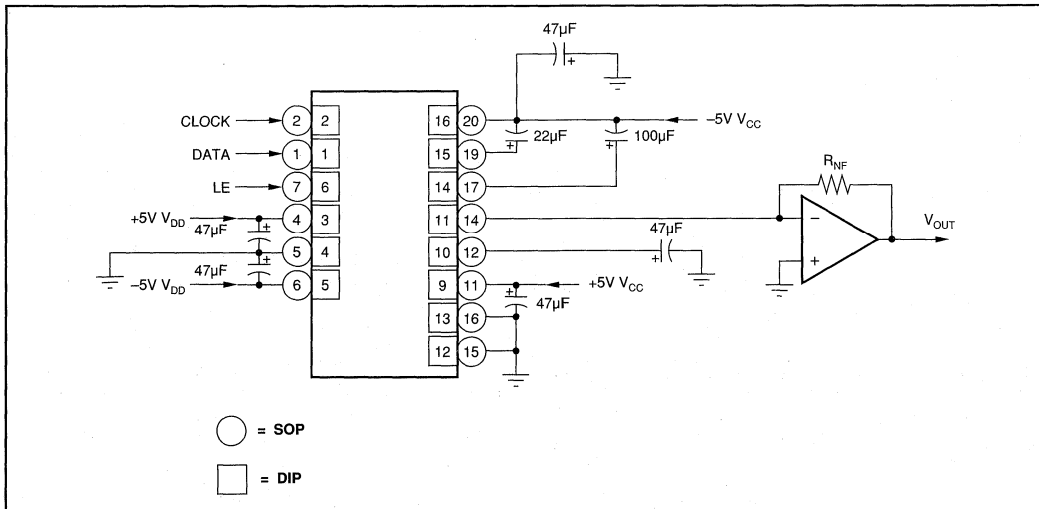 47µF
+
CLOCK 2 2 16 20 –5V V_CC
+ 22µF + 100µF
DATA 1 1 15 19
LE 7 6 14 17
R_NF
+5V V_DD 4 3 11 14
– V_OUT
47µF +
47µF
5 4 10 12 +
+
47µF +
–5V V_DD 6 5 9 11 +5V V_CC
+ 47µF
13 16
12 15
= SOP
= DIP